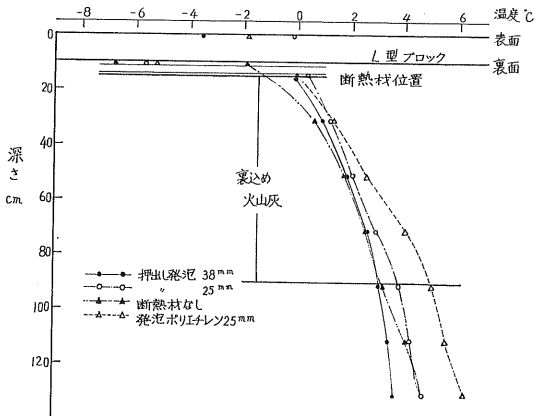 -8 -6 -4 -2 0 2 4 6 温度℃
0 表面
L型ブロック
裏面
断熱材位置
20
40
深さ cm
裏込め
火山灰
60
80
押出し発泡 38mm
〃 25mm
断熱材なし
発泡ポリエチレン25mm
100
120